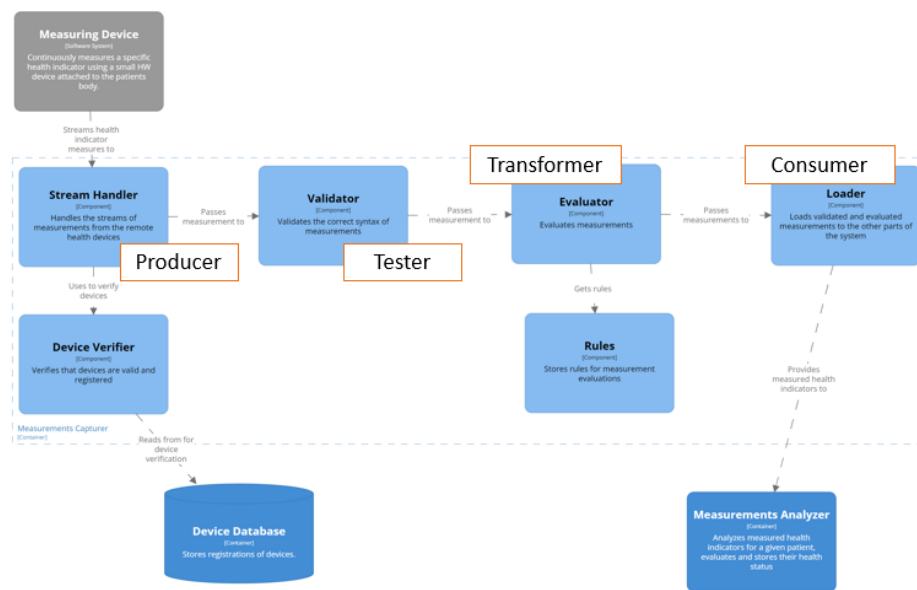 Measuring Device
[Software System]
Continuously measures a specific
health indicator using a small HW
device attached to the patients
body.
Streams health
indicator
measures to
Transformer
Consumer
Stream Handler
[Component]
Handles the streams of
measurements from the remote
health devices
Passes
measurement to
Validator
[Component]
Validates the correct syntax of
measurements
Passes
measurement to
Evaluator
[Component]
Evaluates measurements
Passes
measurements to
Loader
[Component]
Loads validated and evaluated
measurements to the other parts of
the system
Producer
Tester
Uses to verify
devices
Gets rules
Device Verifier
[Component]
Verifies that devices are valid and
registered
Rules
[Component]
Stores rules for measurement
evaluations
Provides
measured health
indicators to
Measurements Capturer
[Container]
Reads from for
device
verification
Device Database
[Container]
Stores registrations of devices.
Measurements Analyzer
[Container]
Analyzes measured health
indicators for a given patient,
evaluates and stores their health
status